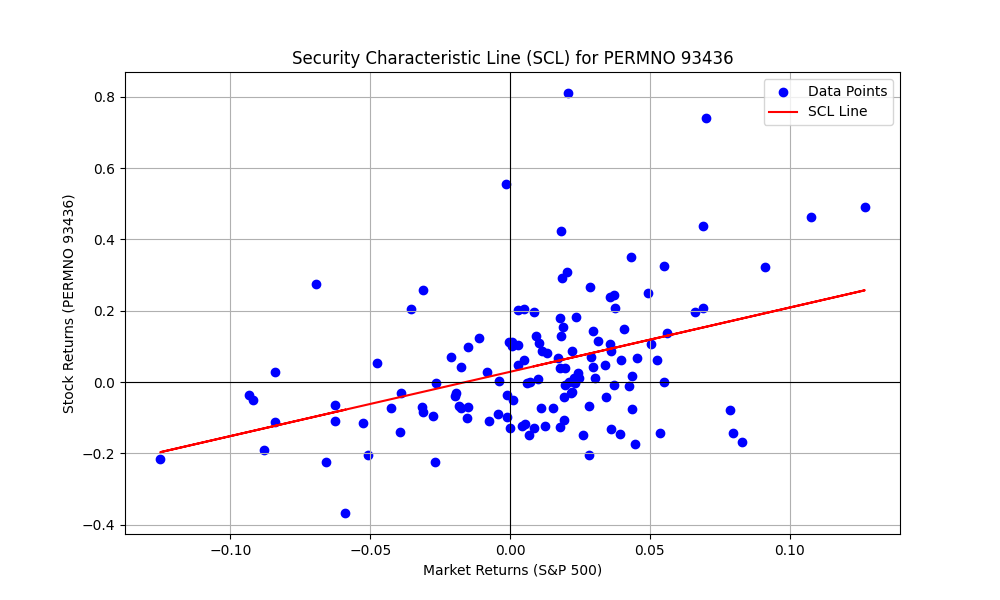 Security Characteristic Line (SCL) for PERMNO 93436
Data Points
SCL Line
0.8
0.6
0.4
0.2
0.0
−0.2
−0.4
Stock Returns (PERMNO 93436)
−0.10
−0.05
0.00
0.05
0.10
Market Returns (S&P 500)